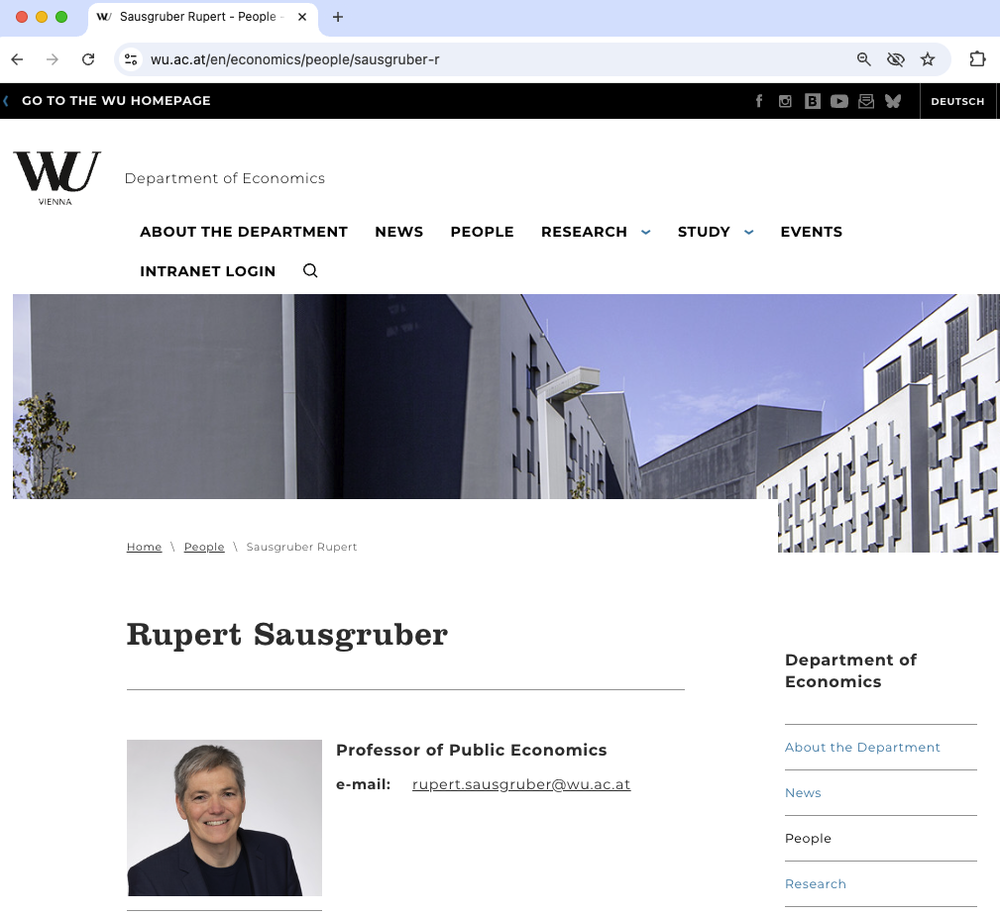 Sausgruber Rupert - People -
wu.ac.at/en/economics/people/sausgruber-r
GO TO THE WU HOMEPAGE
DEUTSCH
WU
VIENNA
Department of Economics
ABOUT THE DEPARTMENT NEWS PEOPLE RESEARCH STUDY EVENTS
INTRANET LOGIN
Home \ People \ Sausgruber Rupert
Rupert Sausgruber
Professor of Public Economics
e-mail: rupert.sausgruber@wu.ac.at
Department of
Economics
About the Department
News
People
Research